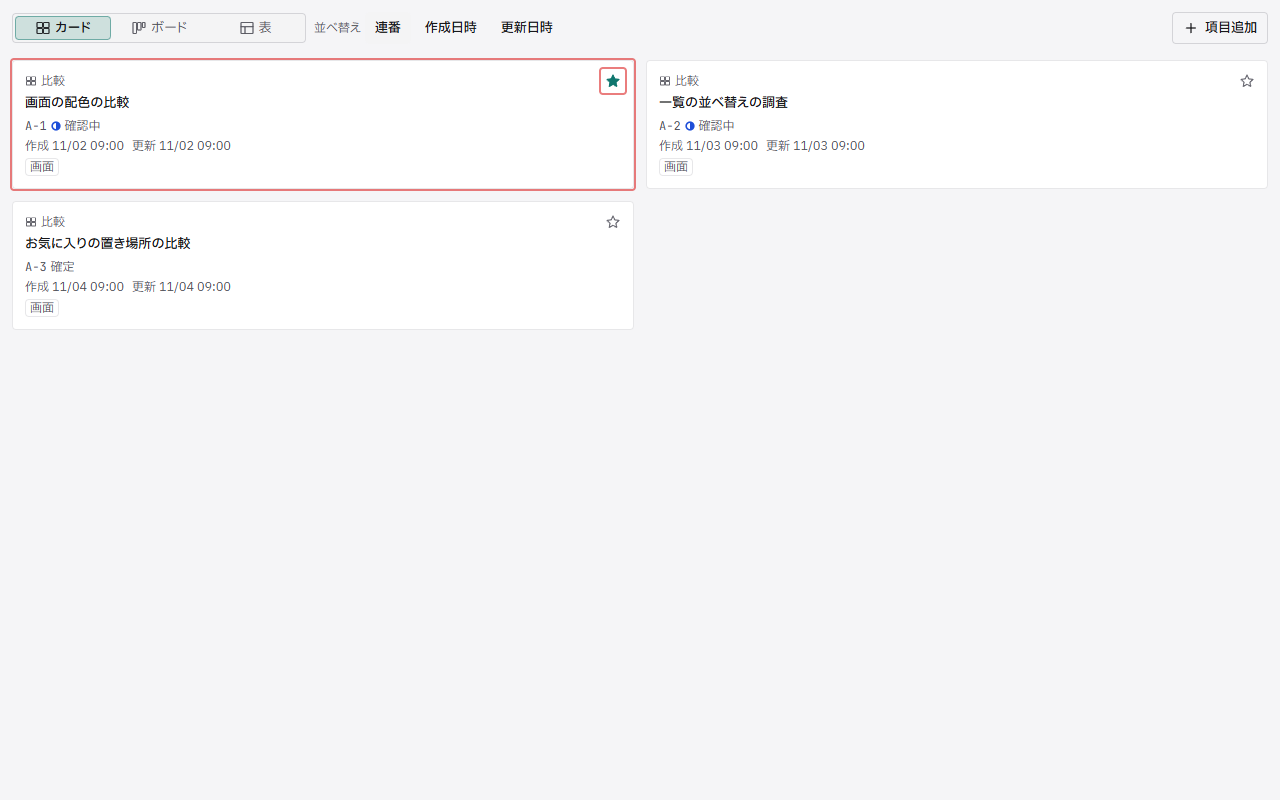 カード ボード 表 並べ替え 連番 作成日時 更新日時 項目追加
比較
画面の配色の比較
A-1 確認中
作成 11/02 09:00 更新 11/02 09:00
画面
比較
一覧の並べ替えの調査
A-2 確認中
作成 11/03 09:00 更新 11/03 09:00
画面
比較
お気に入りの置き場所の比較
A-3 確定
作成 11/04 09:00 更新 11/04 09:00
画面